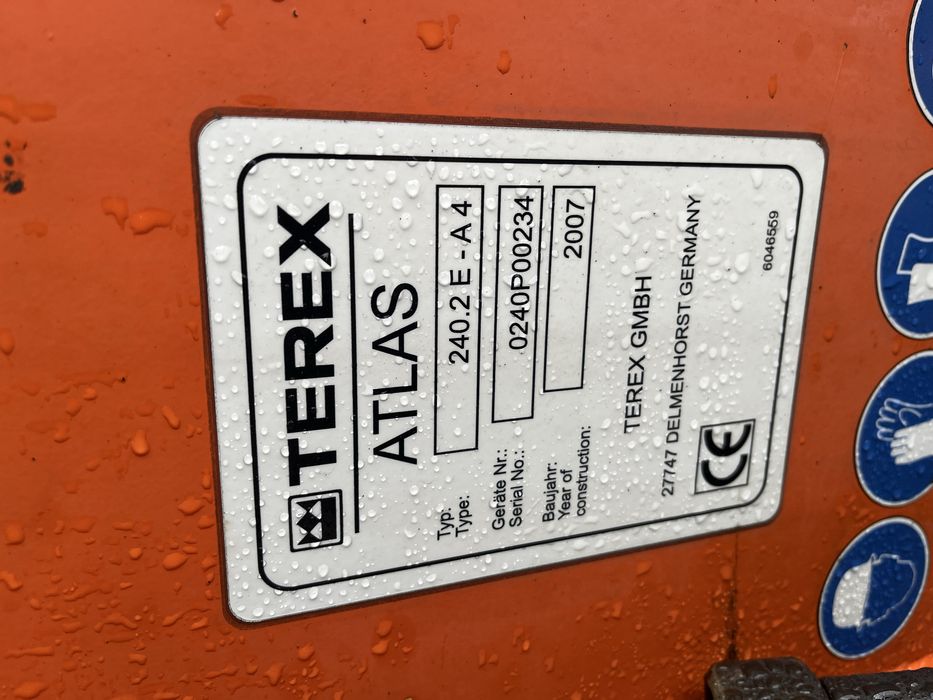 TEREX
ATLAS
Typ: 240.2 E - A 4
Type:
Geräte Nr.: 0240P00234
Serial No.:
Baujahr: 2007
Year of
construction:
TEREX GMBH
27747 DELMENHORST GERMANY
CE
6046559